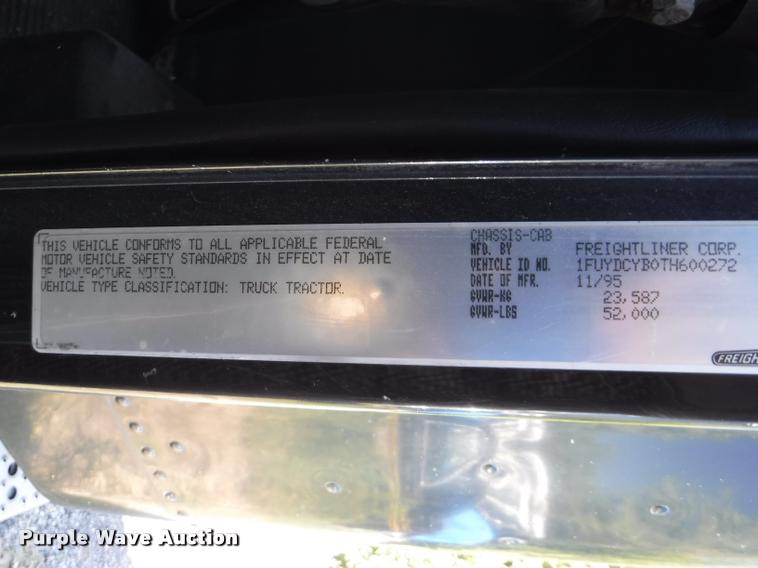 THIS VEHICLE CONFORMS TO ALL APPLICABLE FEDERAL
MOTOR VEHICLE SAFETY STANDARDS IN EFFECT AT DATE
OF MANUFACTURE NOTED.
VEHICLE TYPE CLASSIFICATION: TRUCK TRACTOR.
CHASSIS-CAB
MFD. BY FREIGHTLINER CORP.
VEHICLE ID NO. 1FUYDCYB0TH600272
DATE OF MFR. 11/95
GVWR-KG 23,587
GVWR-LBS 52,000
FREIGH
Purple Wave Auction